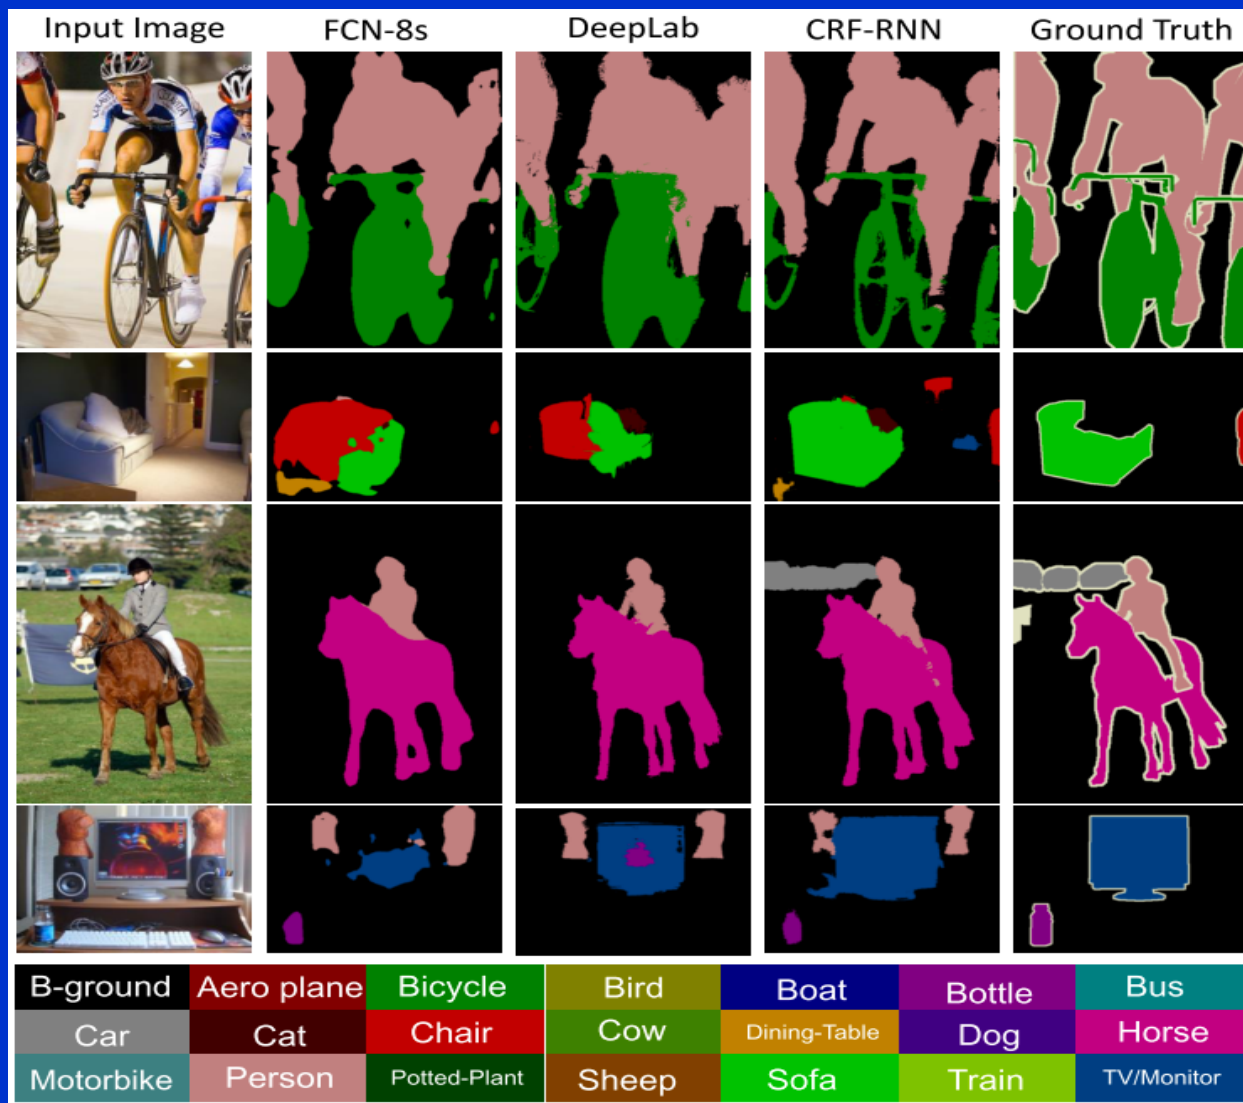 Input Image FCN-8s DeepLab CRF-RNN Ground Truth
B-ground Aero plane Bicycle Bird Boat Bottle Bus
Car Cat Chair Cow Dining-Table Dog Horse
Motorbike Person Potted-Plant Sheep Sofa Train TV/Monitor